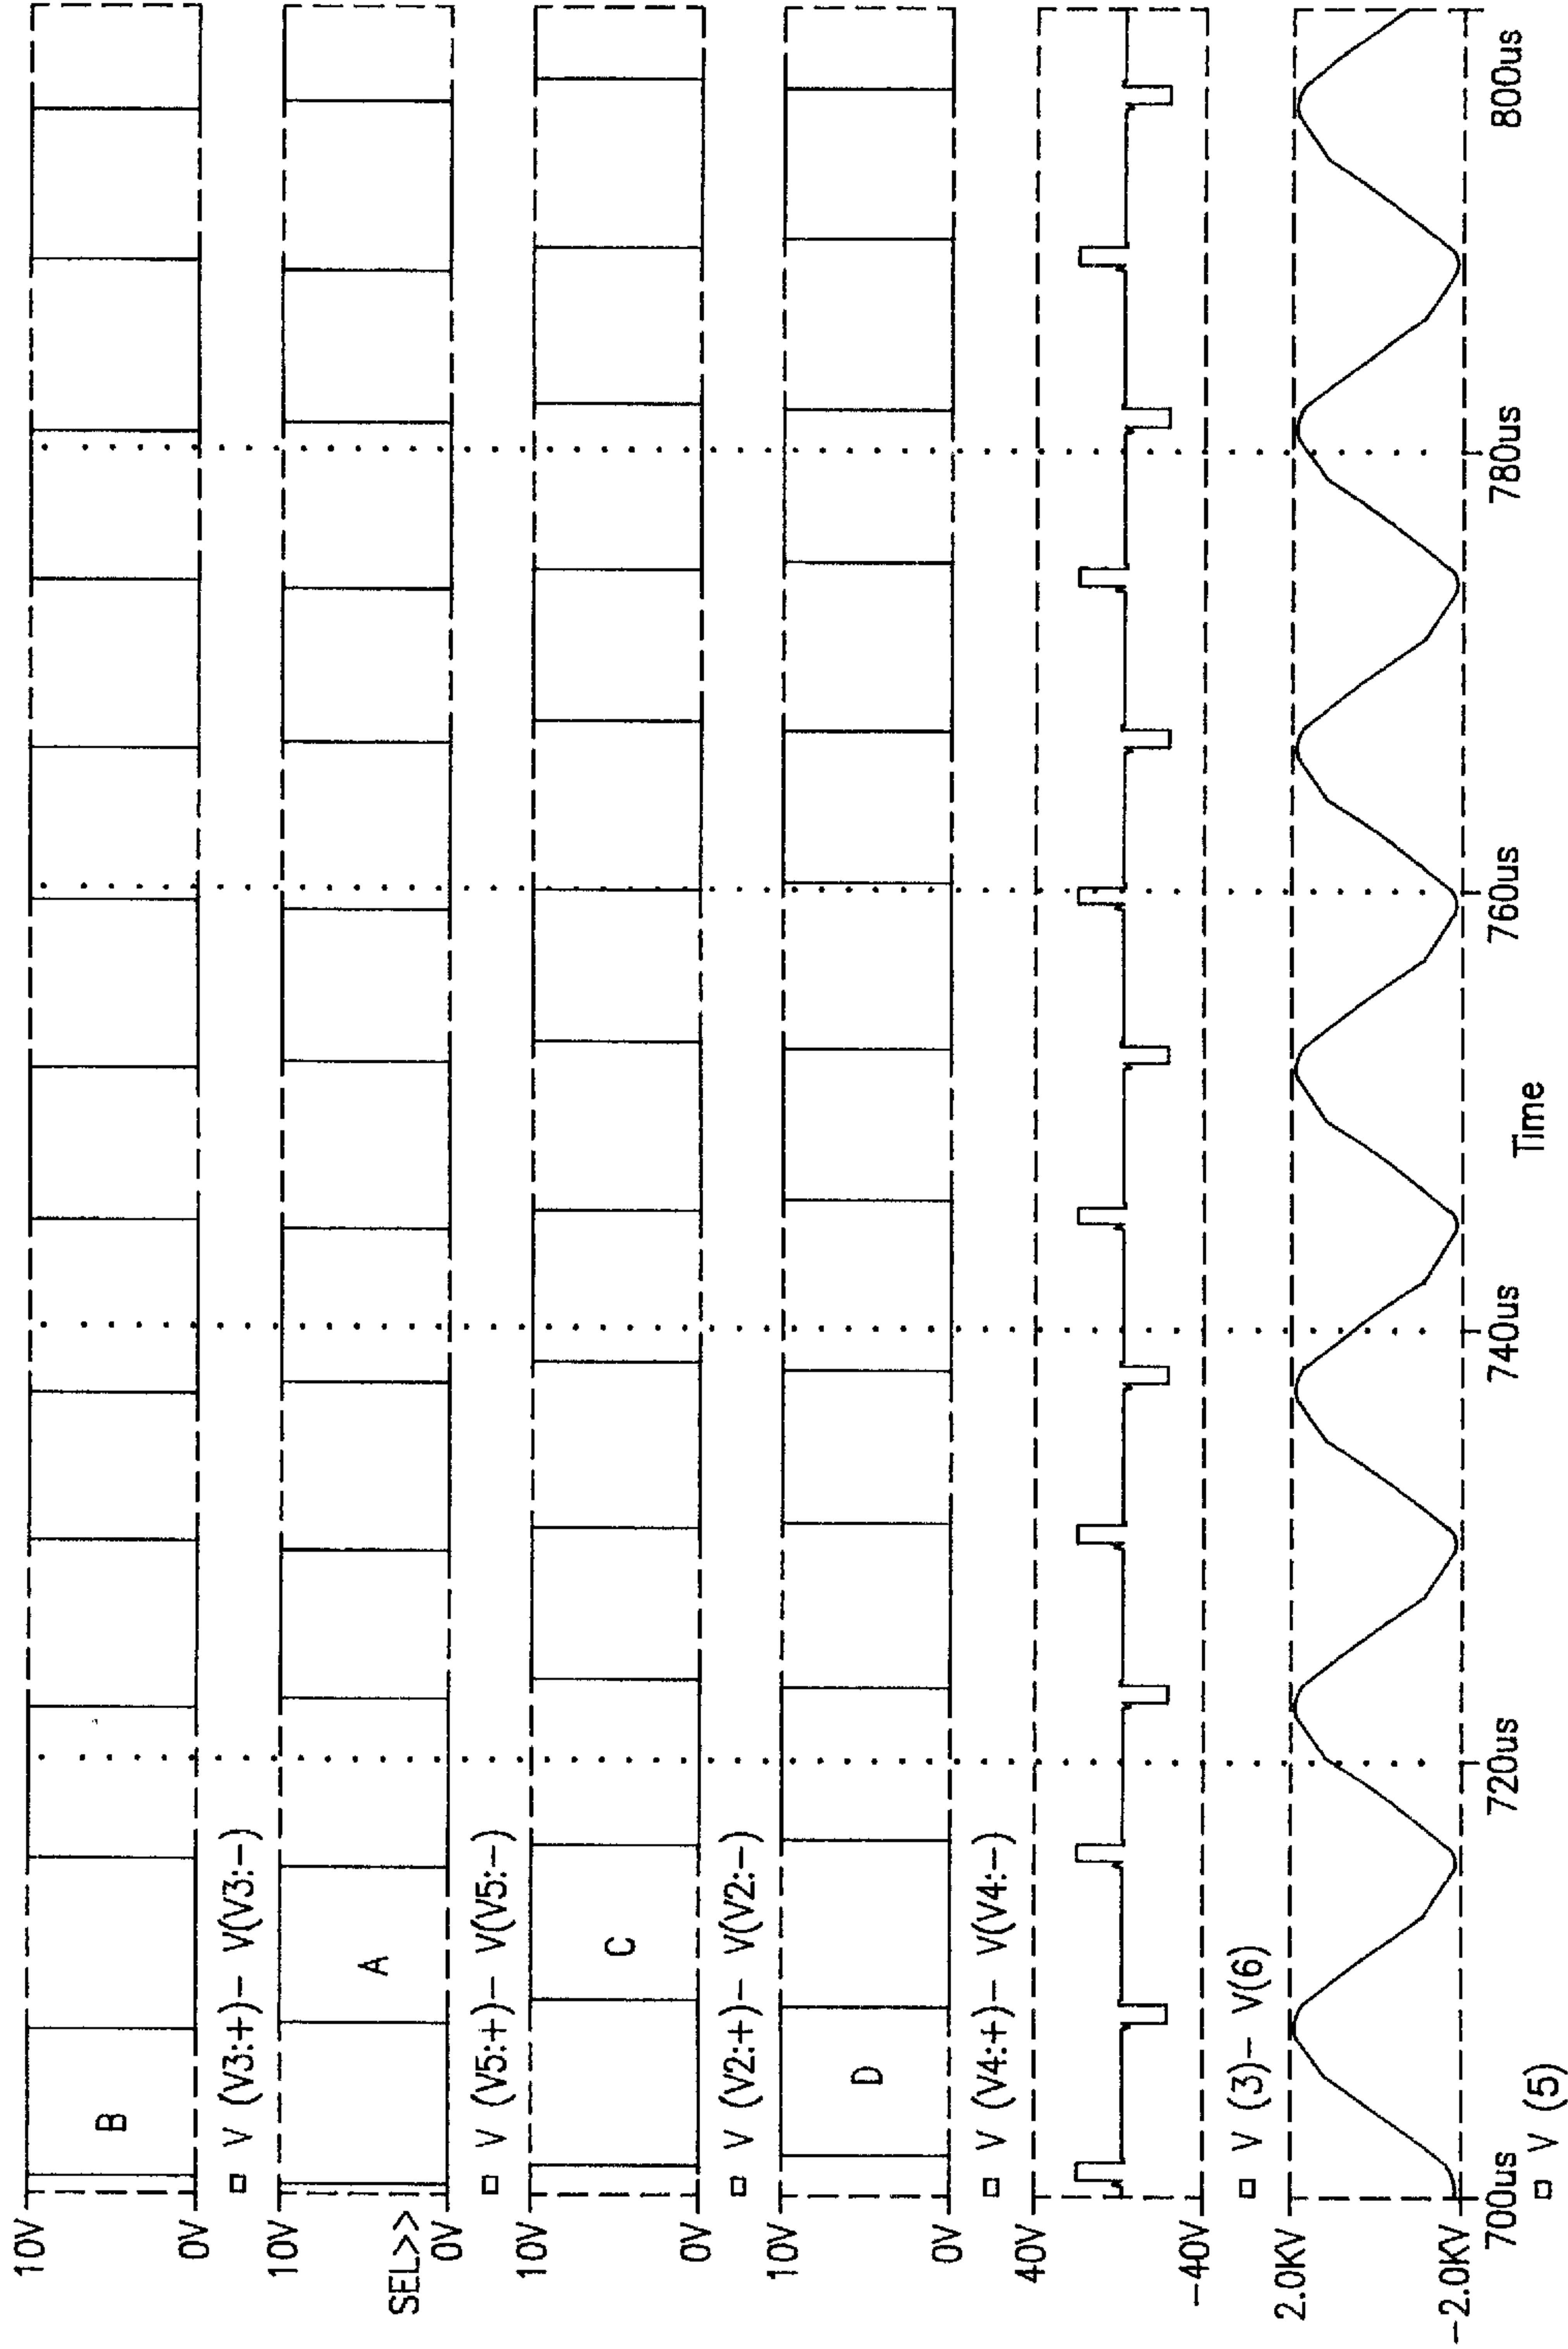 10V
B
0V
□ V (V3:+)- V(V3:-)
10V
A
SEL>>
0V
□ V (V5:+)- V(V5:-)
10V
C
0V
□ V (V2:+)- V(V2:-)
10V
D
0V
□ V (V4:+)- V(V4:-)
40V
-40V
□ V (3)- V(6)
2.0KV
-2.0KV
700us 720us 740us 760us 780us 800us
□ V (5)
Time